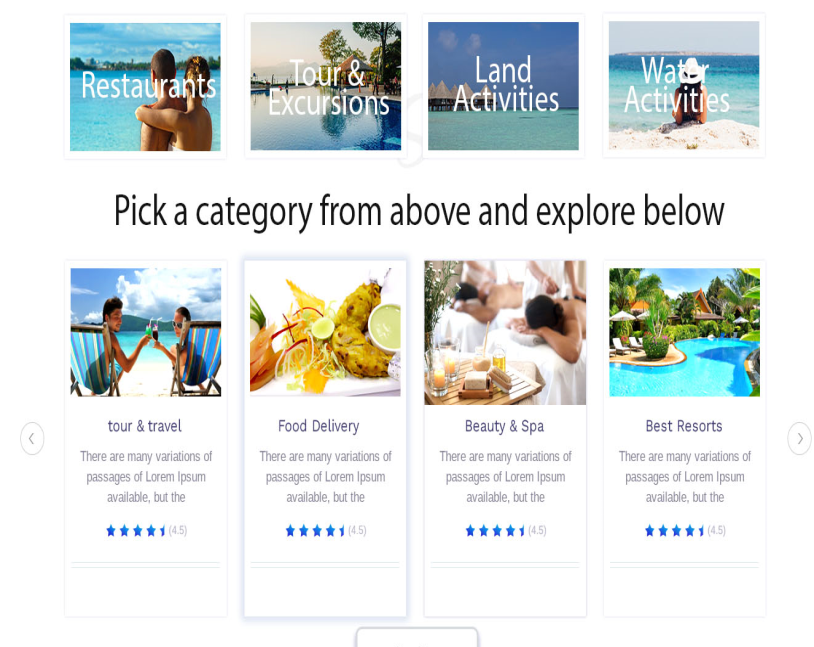 Restaurants
Tour &
Excursions
Land
Activities
Water
Activities
Pick a category from above and explore below
tour & travel
There are many variations of
passages of Lorem Ipsum
available, but the
(4.5)
Food Delivery
There are many variations of
passages of Lorem Ipsum
available, but the
(4.5)
Beauty & Spa
There are many variations of
passages of Lorem Ipsum
available, but the
(4.5)
Best Resorts
There are many variations of
passages of Lorem Ipsum
available, but the
(4.5)